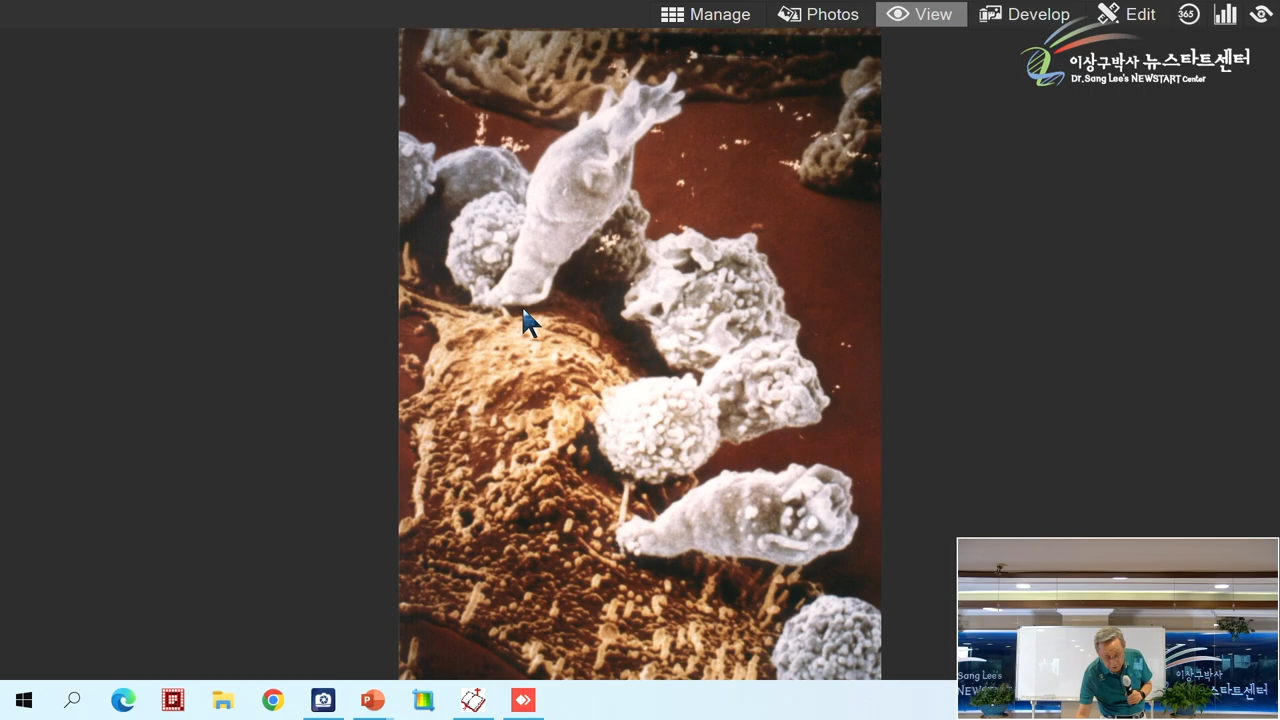 Manage
Photos
View
Develop
Edit
365
이상구박사 뉴스타트센터
Dr.Sang Lee's NEWSTART Center
Sang Lee's
NEW
이상구박사
스타트센터